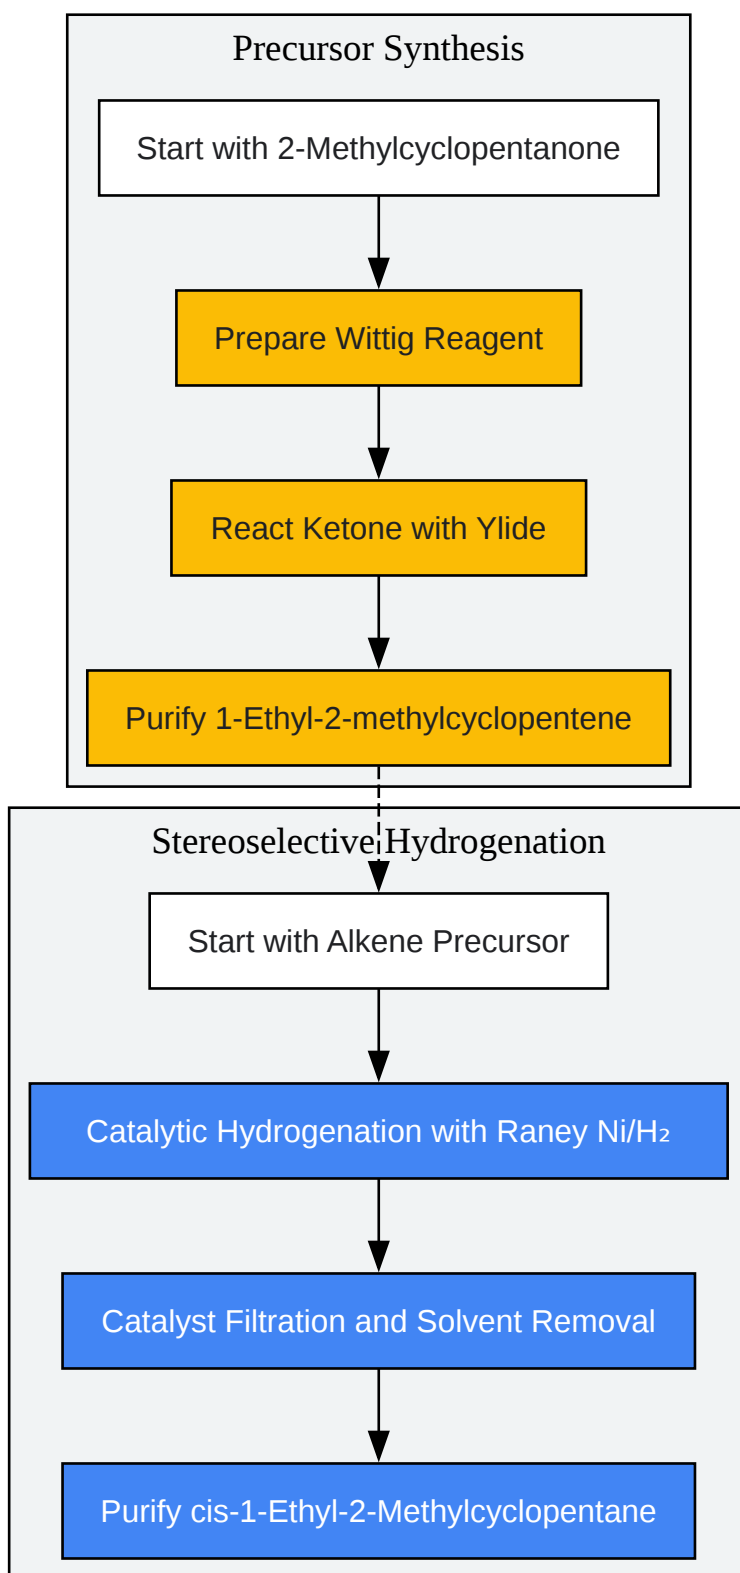 Precursor Synthesis
Start with 2-Methylcyclopentanone
Prepare Wittig Reagent
React Ketone with Ylide
Purify 1-Ethyl-2-methylcyclopentene
Stereoselective Hydrogenation
Start with Alkene Precursor
Catalytic Hydrogenation with Raney Ni/H₂
Catalyst Filtration and Solvent Removal
Purify cis-1-Ethyl-2-Methylcyclopentane